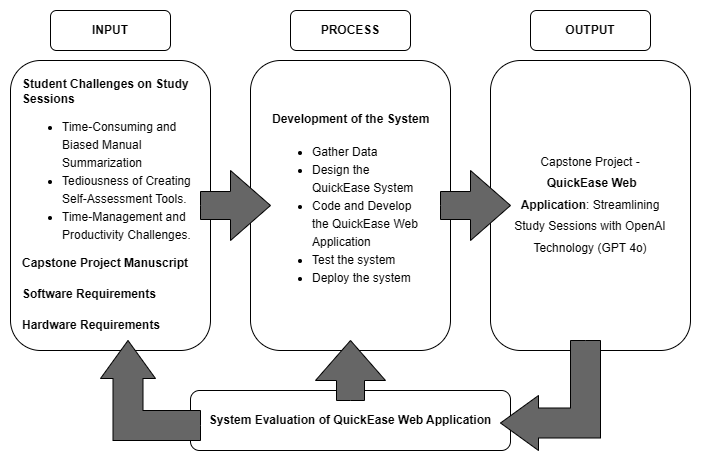 INPUT
PROCESS
OUTPUT
Student Challenges on Study
Sessions
Time-Consuming and
Biased Manual
Summarization
Tediousness of Creating
Self-Assessment Tools.
Time-Management and
Productivity Challenges.
Capstone Project Manuscript
Software Requirements
Hardware Requirements
Development of the System
Gather Data
Design the
QuickEase System
Code and Develop
the QuickEase Web
Application
Test the system
Deploy the system
Capstone Project -
QuickEase Web
Application: Streamlining
Study Sessions with OpenAI
Technology (GPT 4o)
System Evaluation of QuickEase Web Application